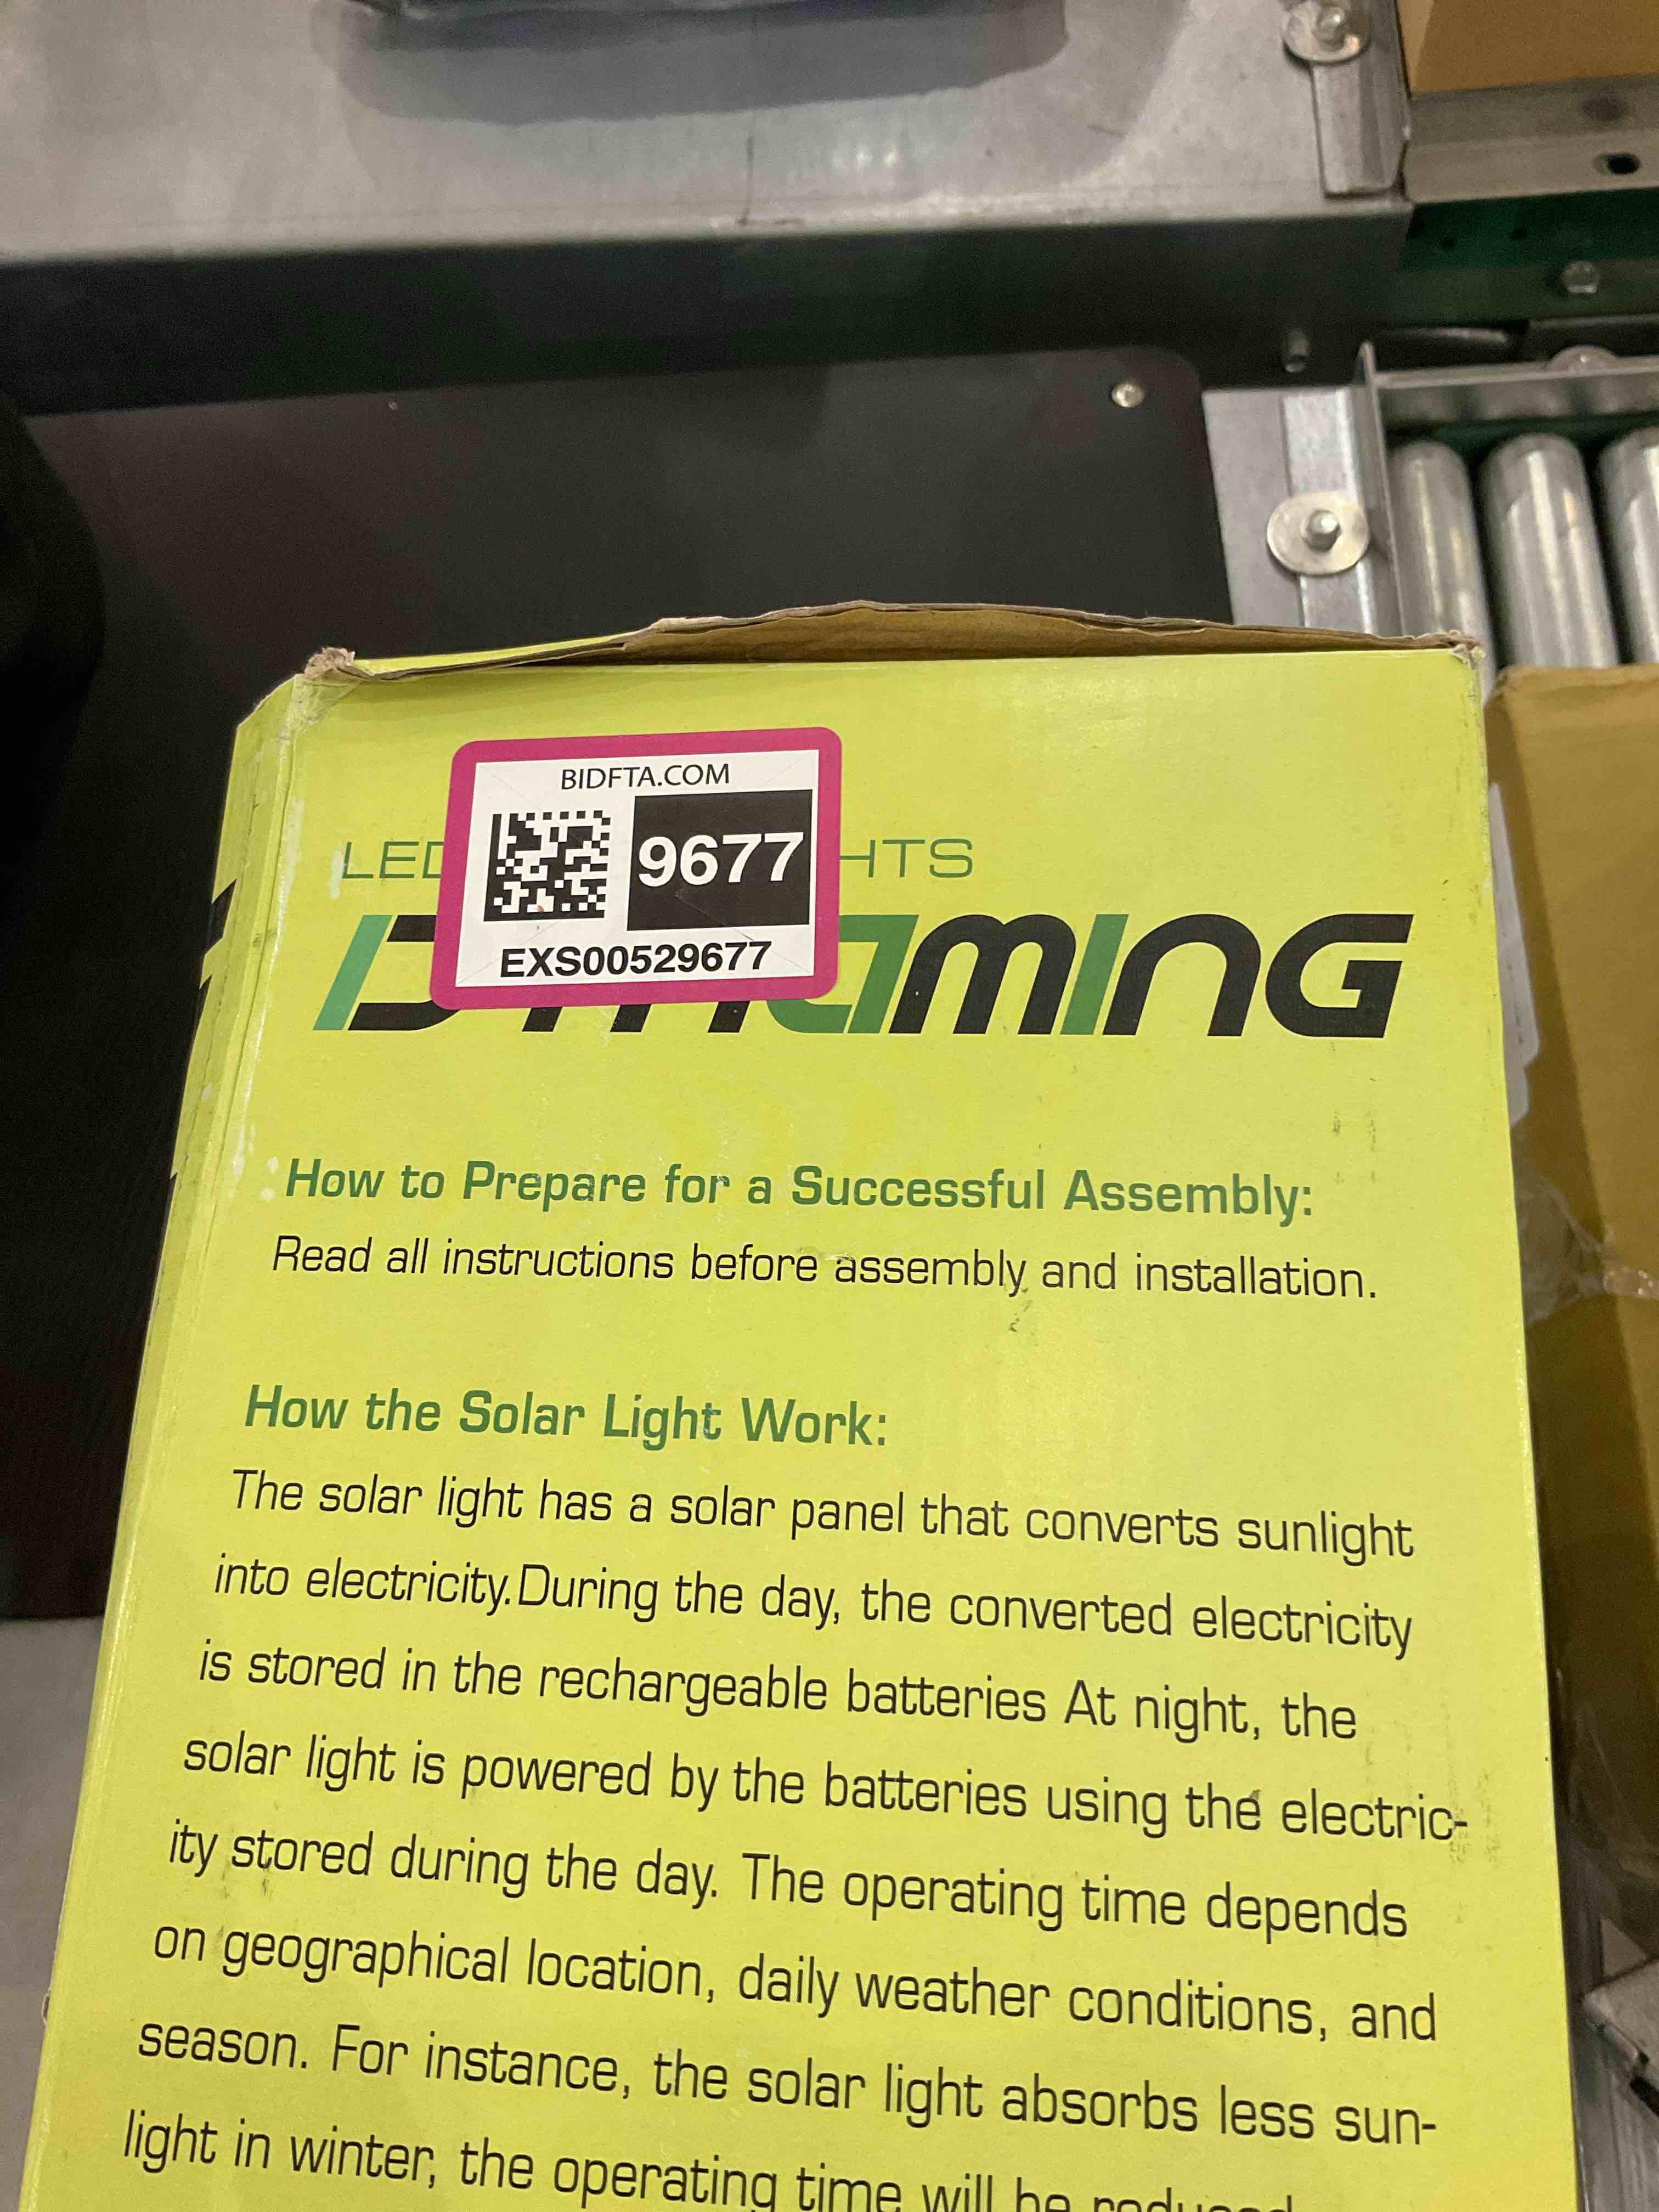 BIDFTA.COM
9677
EXS00529677
LED HTS
How to Prepare for a Successful Assembly:
Read all instructions before assembly and installation.
How the Solar Light Work:
The solar light has a solar panel that converts sunlight
into electricity.During the day, the converted electricity
is stored in the rechargeable batteries At night, the
solar light is powered by the batteries using the electric-
ity stored during the day. The operating time depends
on geographical location, daily weather conditions, and
season. For instance, the solar light absorbs less sun-
light in winter, the operating time will be reduced